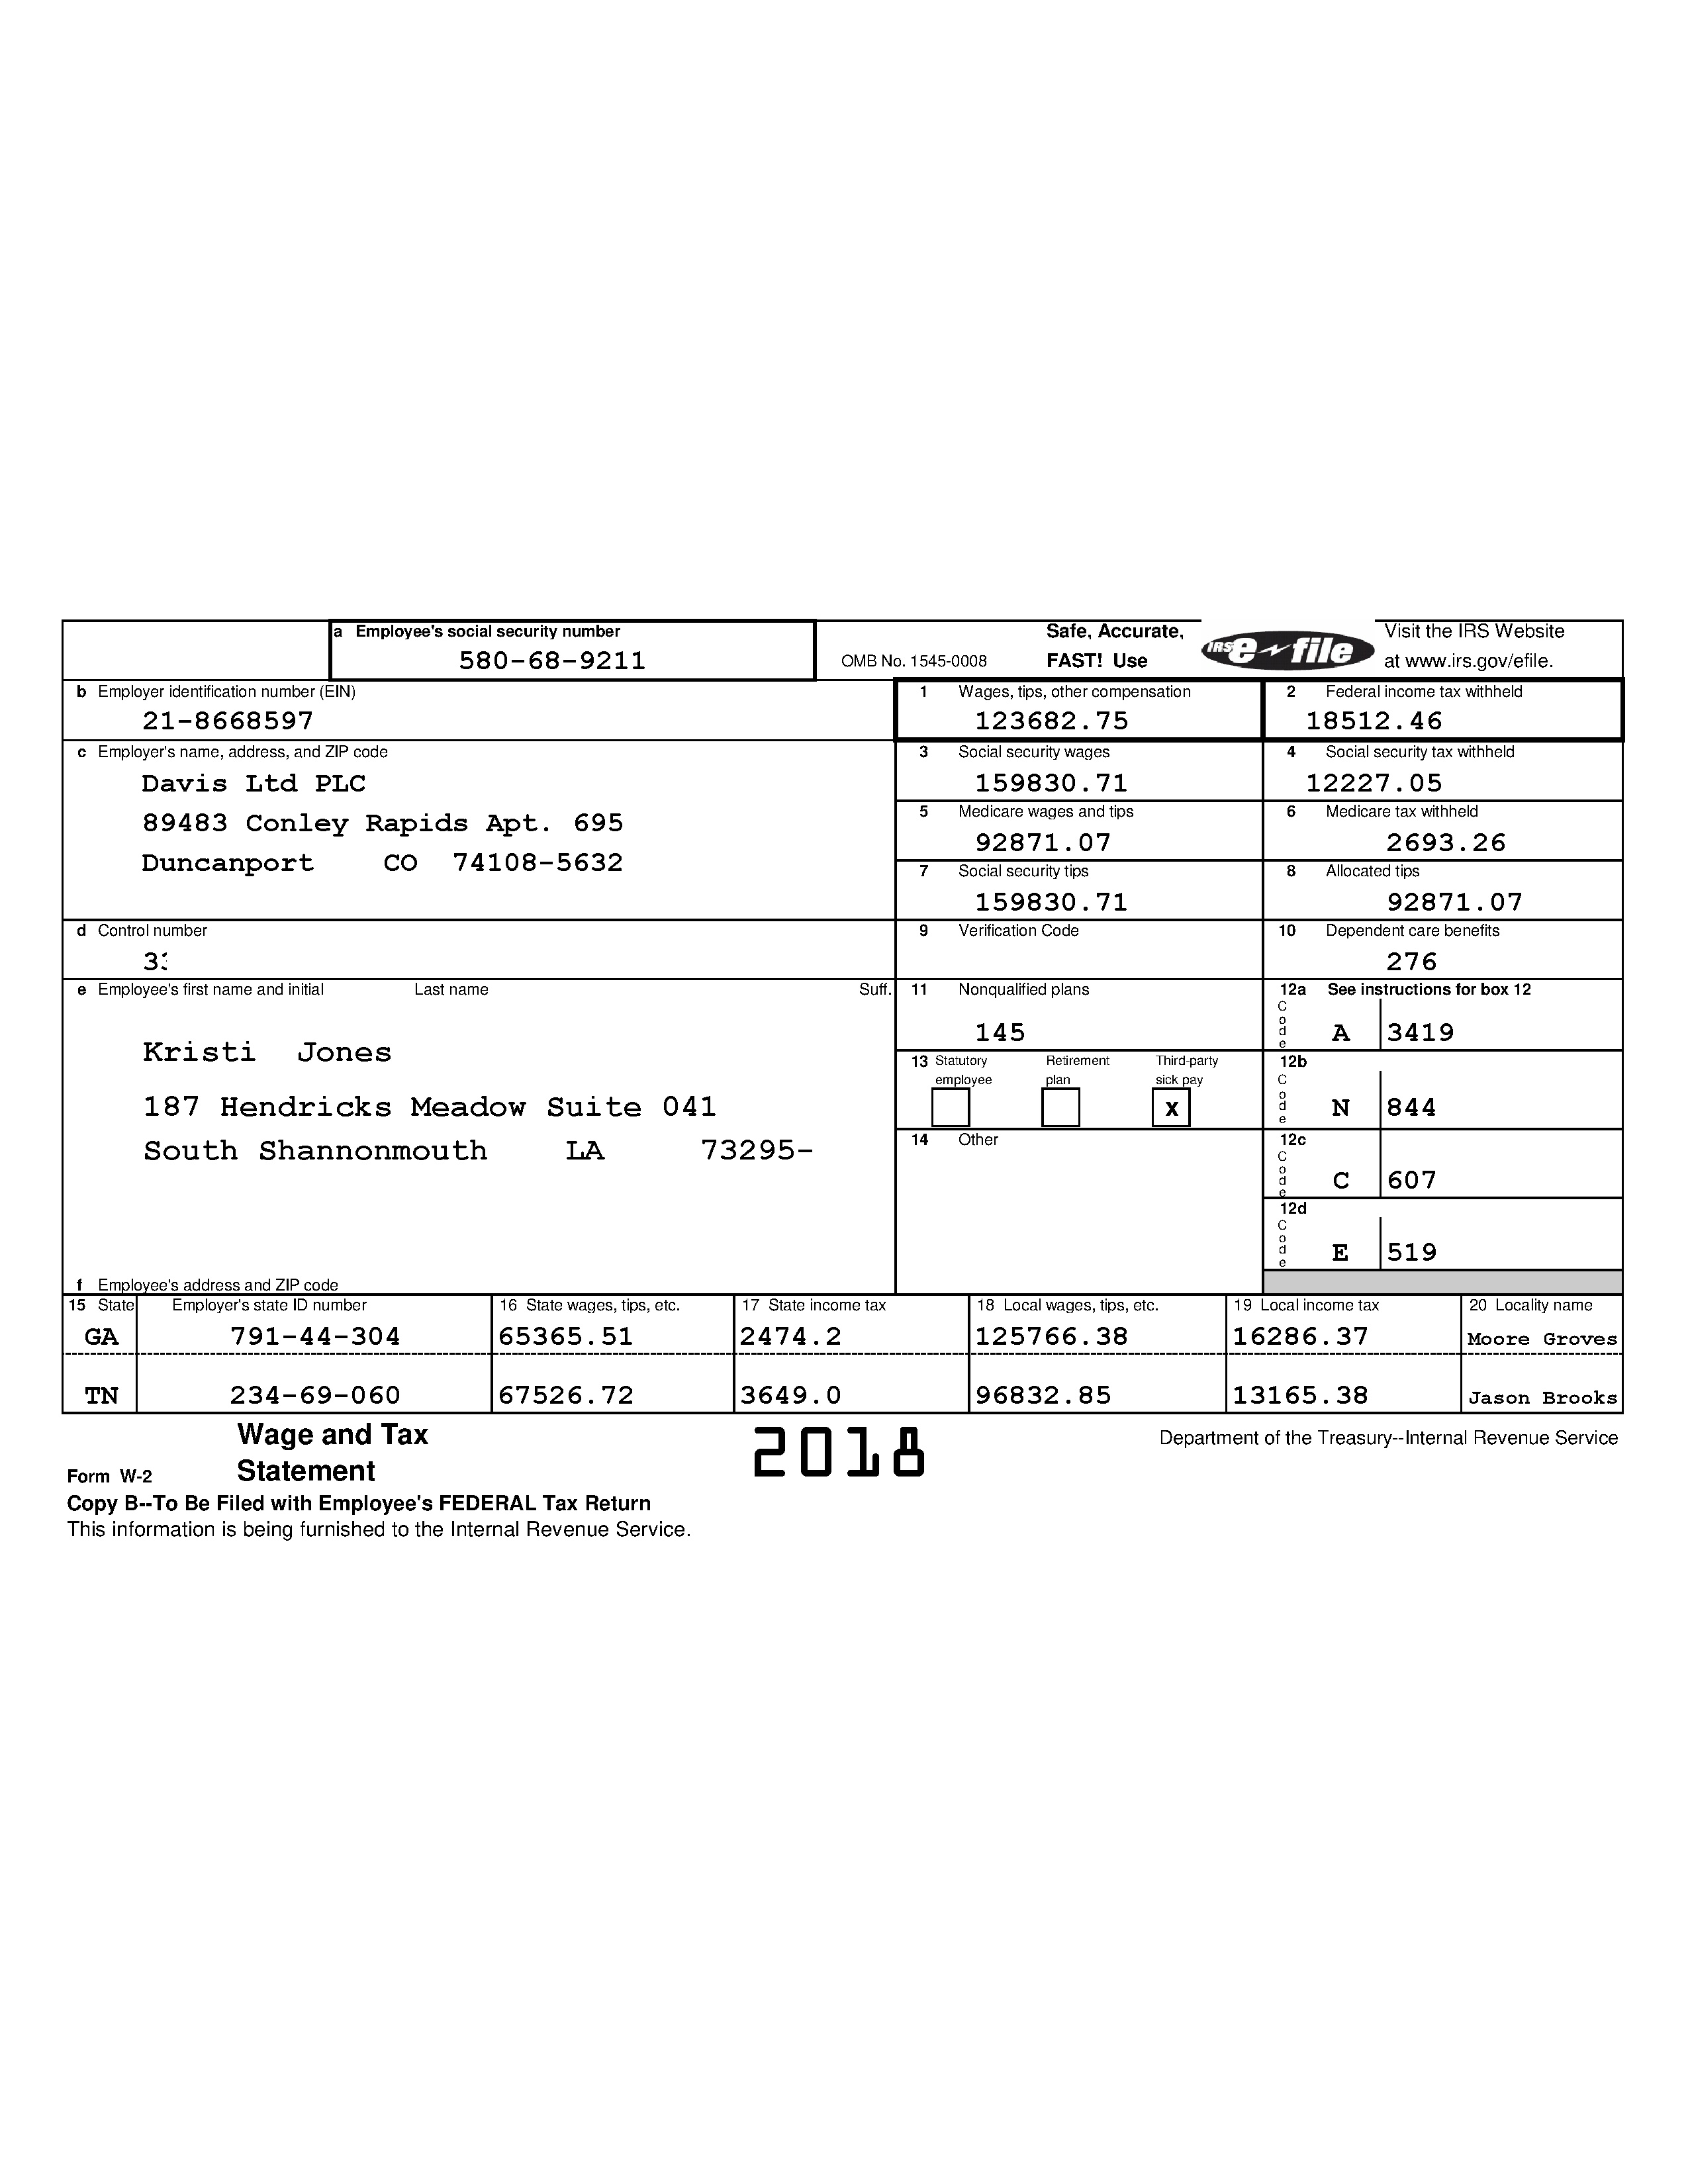 a Employee's social security number
580-68-9211
OMB No. 1545-0008
Safe, Accurate,
FAST! Use
IRS e file
Visit the IRS Website
at www.irs.gov/efile.
b Employer identification number (EIN)
21-8668597
1 Wages, tips, other compensation
123682.75
2 Federal income tax withheld
18512.46
c Employer's name, address, and ZIP code
Davis Ltd PLC
89483 Conley Rapids Apt. 695
Duncanport CO 74108-5632
3 Social security wages
159830.71
4 Social security tax withheld
12227.05
5 Medicare wages and tips
92871.07
6 Medicare tax withheld
2693.26
7 Social security tips
159830.71
8 Allocated tips
92871.07
d Control number
9 Verification Code
10 Dependent care benefits
276
e Employee's first name and initial Last name Suff.
Kristi Jones
187 Hendricks Meadow Suite 041
South Shannonmouth LA 73295-
f Employee's address and ZIP code
11 Nonqualified plans
145
12a See instructions for box 12
Code A 3419
13 Statutory employee
Retirement plan
Third-party sick pay
X
12b
Code N 844
14 Other
12c
Code C 607
12d
Code E 519
15 State Employer's state ID number 16 State wages, tips, etc. 17 State income tax 18 Local wages, tips, etc. 19 Local income tax 20 Locality name
GA 791-44-304 65365.51 2474.2 125766.38 16286.37 Moore Groves
TN 234-69-060 67526.72 3649.0 96832.85 13165.38 Jason Brooks
Form W-2
Wage and Tax
Statement
2018
Department of the Treasury--Internal Revenue Service
Copy B--To Be Filed with Employee's FEDERAL Tax Return
This information is being furnished to the Internal Revenue Service.